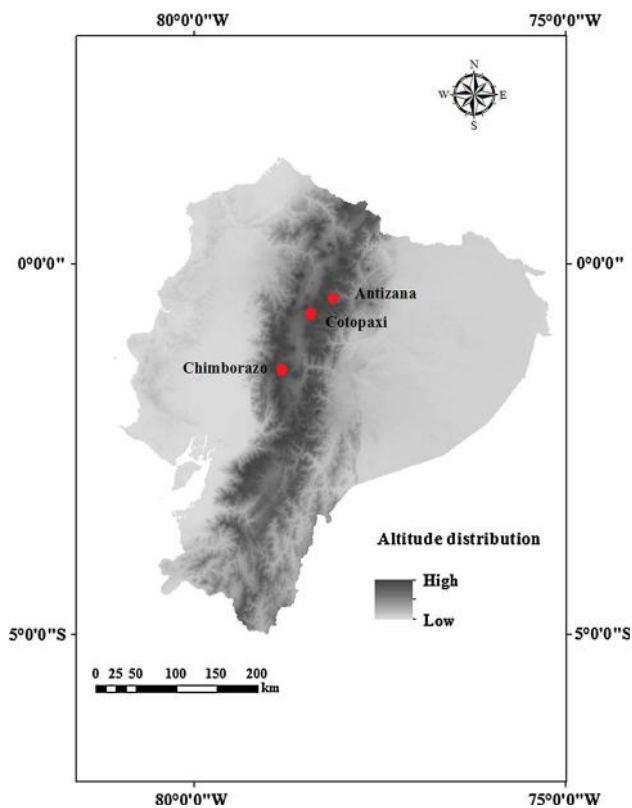 80°0'0"W 75°0'0"W
N
W E
S
0°0'0" 0°0'0"
Antizana
Cotopaxi
Chimborazo
Altitude distribution
High
Low
5°0'0"S 5°0'0"S
0 25 50 100 150 200
km
80°0'0"W 75°0'0"W